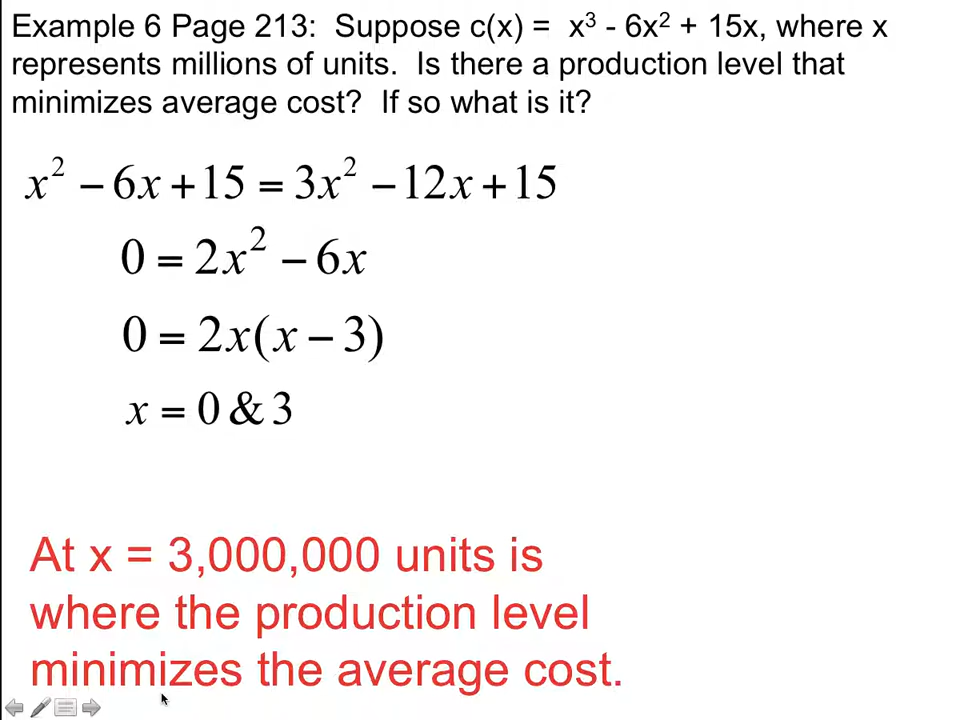 Example 6 Page 213:  Suppose c(x) =  x³ - 6x² + 15x, where x
represents millions of units.  Is there a production level that
minimizes average cost?  If so what is it?
x² − 6x + 15 = 3x² − 12x + 15
0 = 2x² − 6x
0 = 2x(x − 3)
x = 0 & 3
At x = 3,000,000 units is
where the production level
minimizes the average cost.